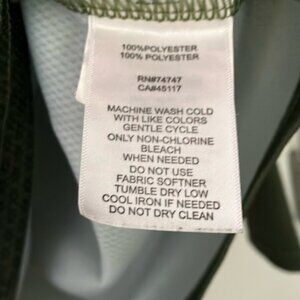 100%POLYESTER
100% POLYESTER
RN#74747
CA#45117
MACHINE WASH COLD
WITH LIKE COLORS
GENTLE CYCLE
ONLY NON-CHLORINE
BLEACH
WHEN NEEDED
DO NOT USE
FABRIC SOFTNER
TUMBLE DRY LOW
COOL IRON IF NEEDED
DO NOT DRY CLEAN